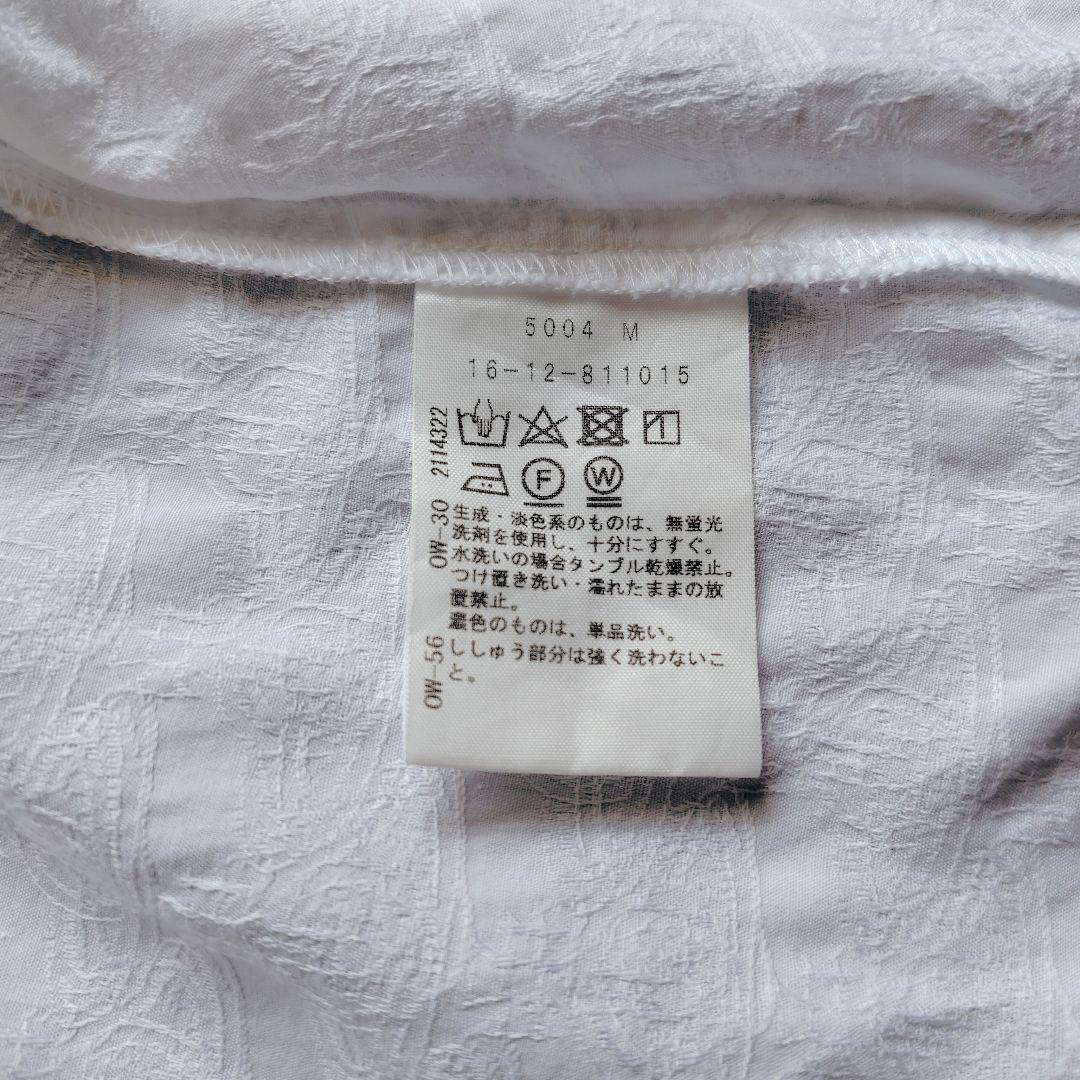 5004 M
16-12-811015
F
W
生成・淡色系のものは、無蛍光
洗剤を使用し、十分にすすぐ。
水洗いの場合タンブル乾燥禁止。
つけ置き洗い・濡れたままの放
置禁止。
濃色のものは、単品洗い。
ししゅう部分は強く洗わないこ
と。
2114322
OW-30
OW-56